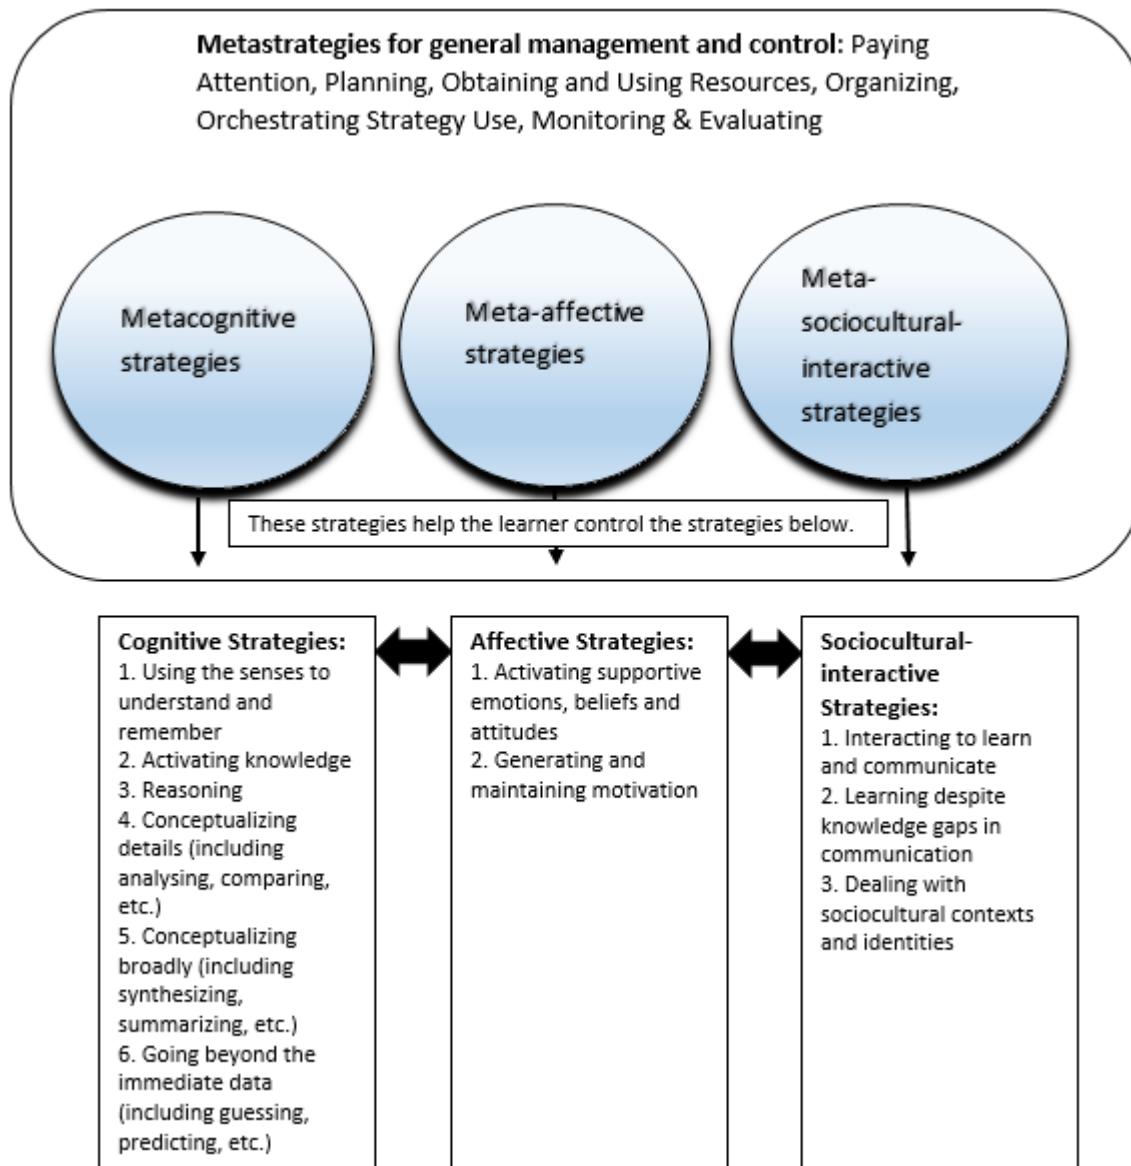 Metastrategies for general management and control: Paying
Attention, Planning, Obtaining and Using Resources, Organizing,
Orchestrating Strategy Use, Monitoring & Evaluating
Metacognitive
strategies
Meta-affective
strategies
Meta-
sociocultural-
interactive
strategies
These strategies help the learner control the strategies below.
Cognitive Strategies:
1. Using the senses to
understand and
remember
2. Activating knowledge
3. Reasoning
4. Conceptualizing
details (including
analysing, comparing,
etc.)
5. Conceptualizing
broadly (including
synthesizing,
summarizing, etc.)
6. Going beyond the
immediate data
(including guessing,
predicting, etc.)
Affective Strategies:
1. Activating supportive
emotions, beliefs and
attitudes
2. Generating and
maintaining motivation
Sociocultural-
interactive
Strategies:
1. Interacting to learn
and communicate
2. Learning despite
knowledge gaps in
communication
3. Dealing with
sociocultural contexts
and identities